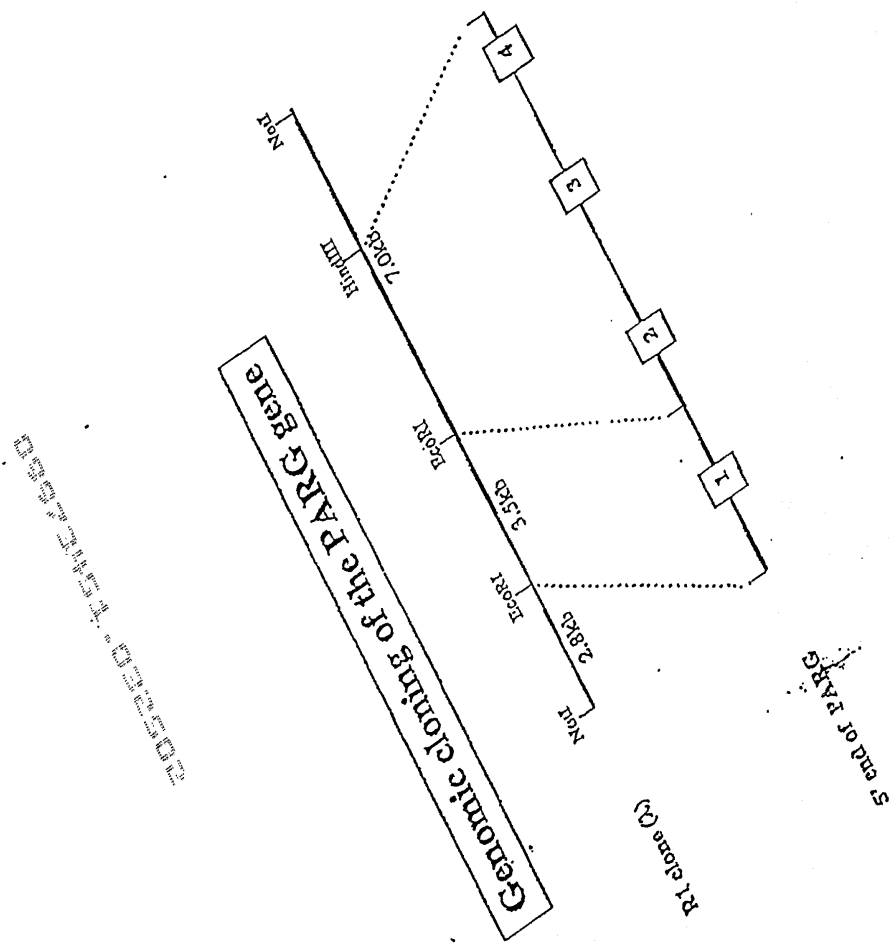 Genomic cloning of the PARG gene
R1 clone (λ)
NotI
EcoRI
EcoRI
HindIII
NotI
2.8kb
3.5kb
7.0kb
5' end of PARG
1
2
3
4